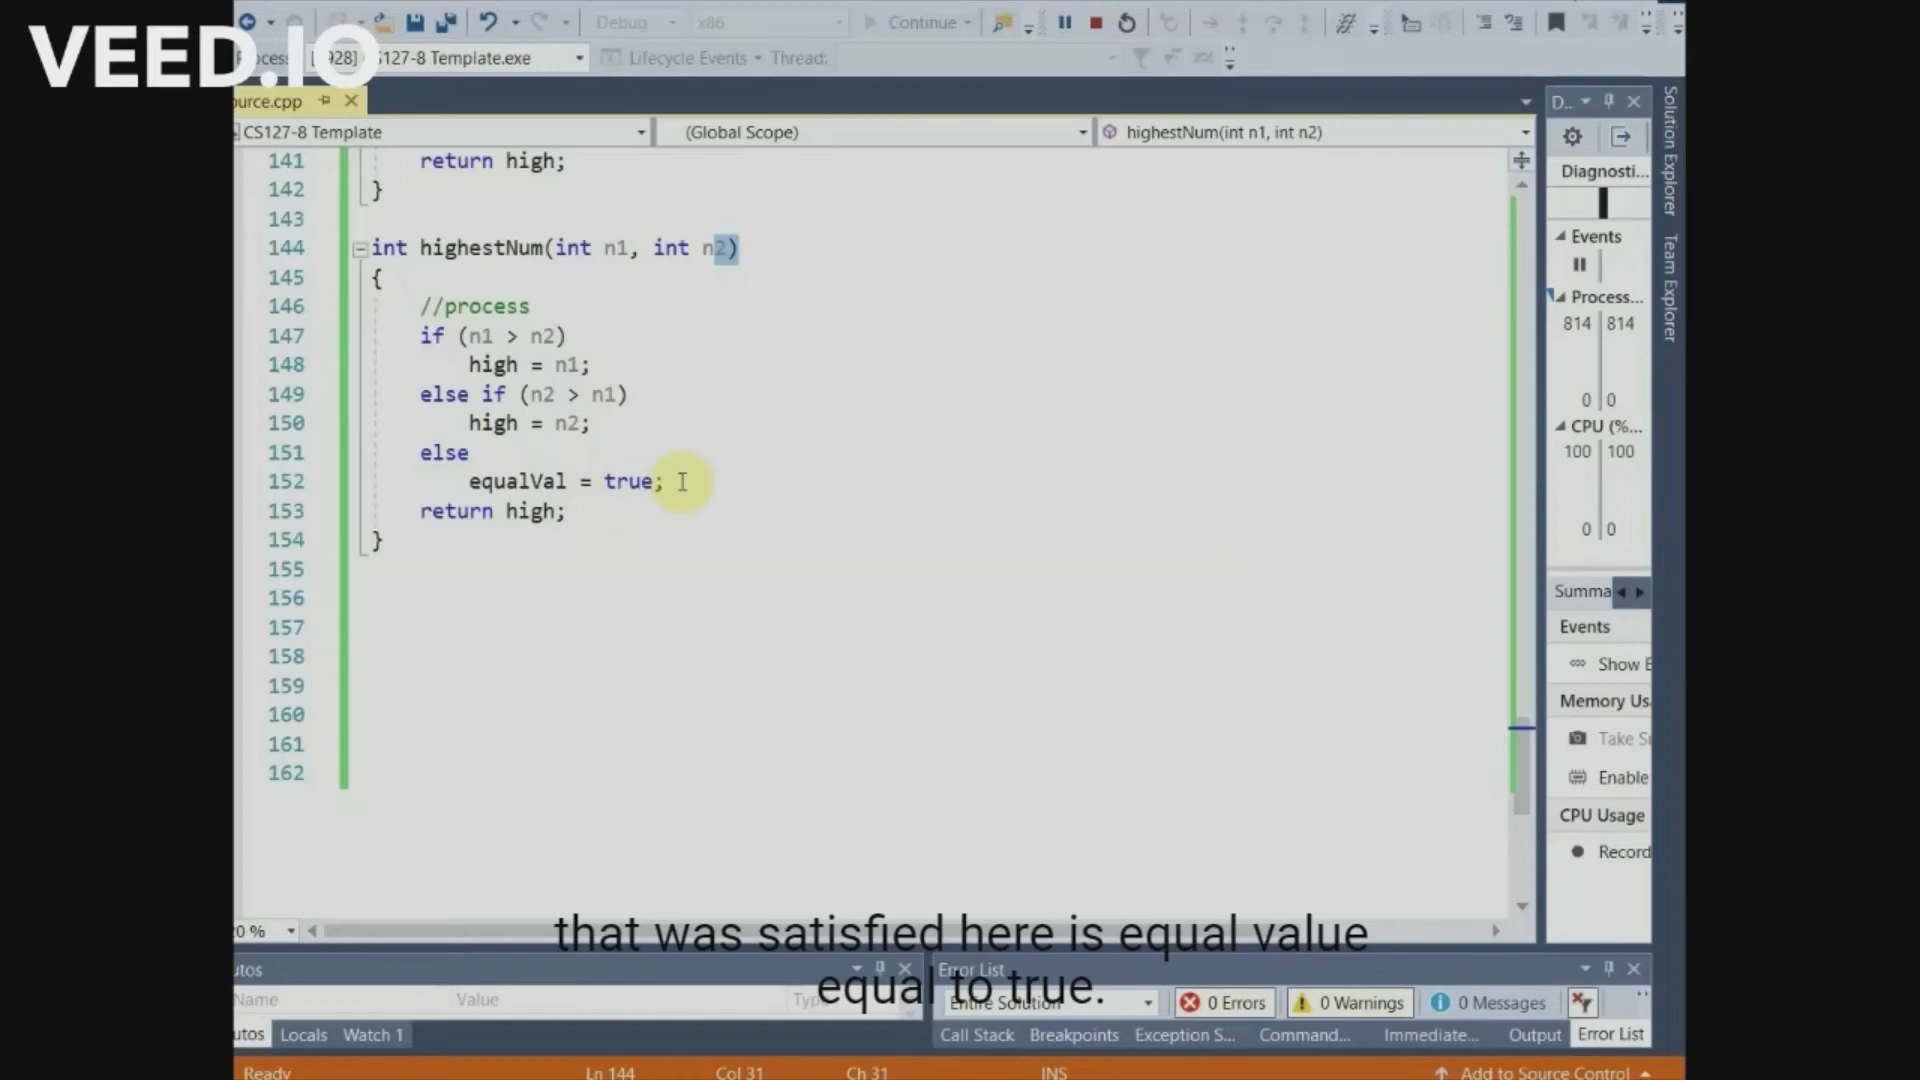 VEED.IO
Debug
x86
Continue
127-8 Template.exe
Lifecycle Events
Thread:
ource.cpp
CS127-8 Template
(Global Scope)
highestNum(int n1, int n2)
D..
Solution Explorer
Team Explorer
141 return high;
142 }
143
144 int highestNum(int n1, int n2)
145 {
146 //process
147 if (n1 > n2)
148 high = n1;
149 else if (n2 > n1)
150 high = n2;
151 else
152 equalVal = true;
153 return high;
154 }
155
156
157
158
159
160
161
162
Diagnosti...
Events
Process...
814 814
0 0
CPU (%...
100 100
0 0
Summa
Events
Show E
Memory Us
Take S
Enable
CPU Usage
Record
0 %
that was satisfied here is equal value
equal to true.
utos
Name Value Typ
utos Locals Watch 1
Error List
Entire Solution
0 Errors
0 Warnings
0 Messages
Call Stack Breakpoints Exception S... Command... Immediate... Output Error List
Ready Ln 144 Col 31 Ch 31 INS Add to Source Control